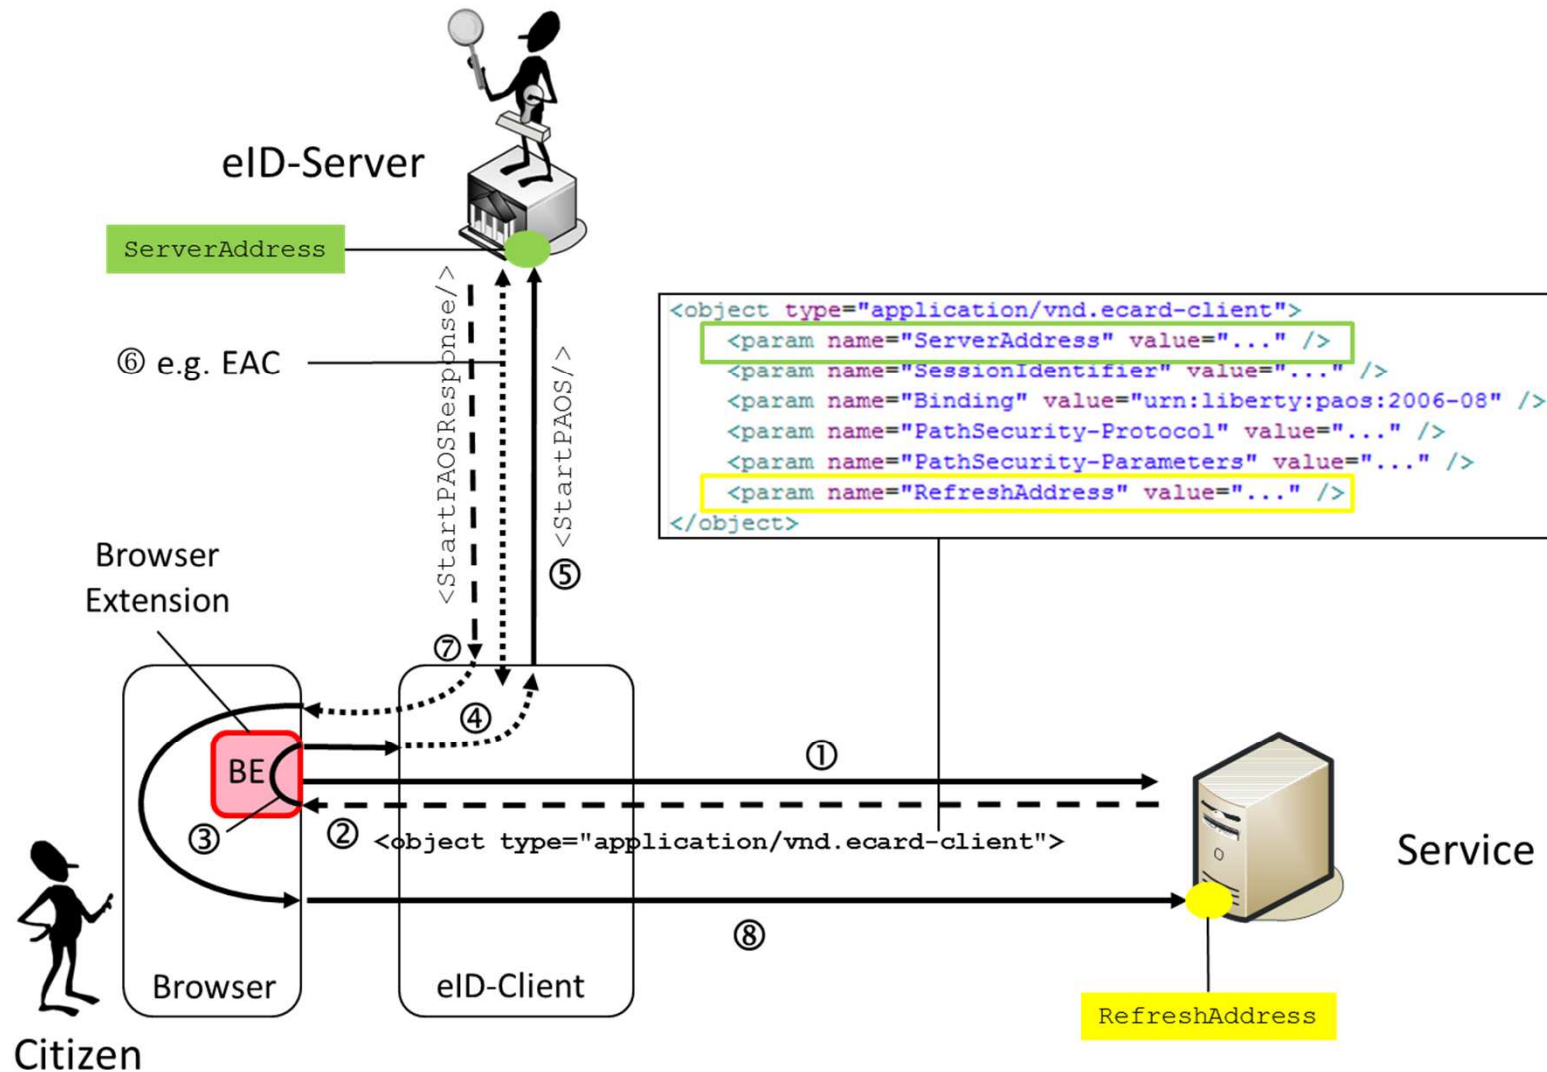 eID-Server
ServerAddress
⑥ e.g. EAC
<StartPAOSResponse/>
<StartPAOS/>
⑤
<object type="application/vnd.ecard-client">
<param name="ServerAddress" value="..." />
<param name="SessionIdentifier" value="..." />
<param name="Binding" value="urn:liberty:paos:2006-08" />
<param name="PathSecurity-Protocol" value="..." />
<param name="PathSecurity-Parameters" value="..." />
<param name="RefreshAddress" value="..." />
</object>
Browser
Extension
⑦
④
BE
①
③
②
<object type="application/vnd.ecard-client">
Service
⑧
Browser
eID-Client
RefreshAddress
Citizen